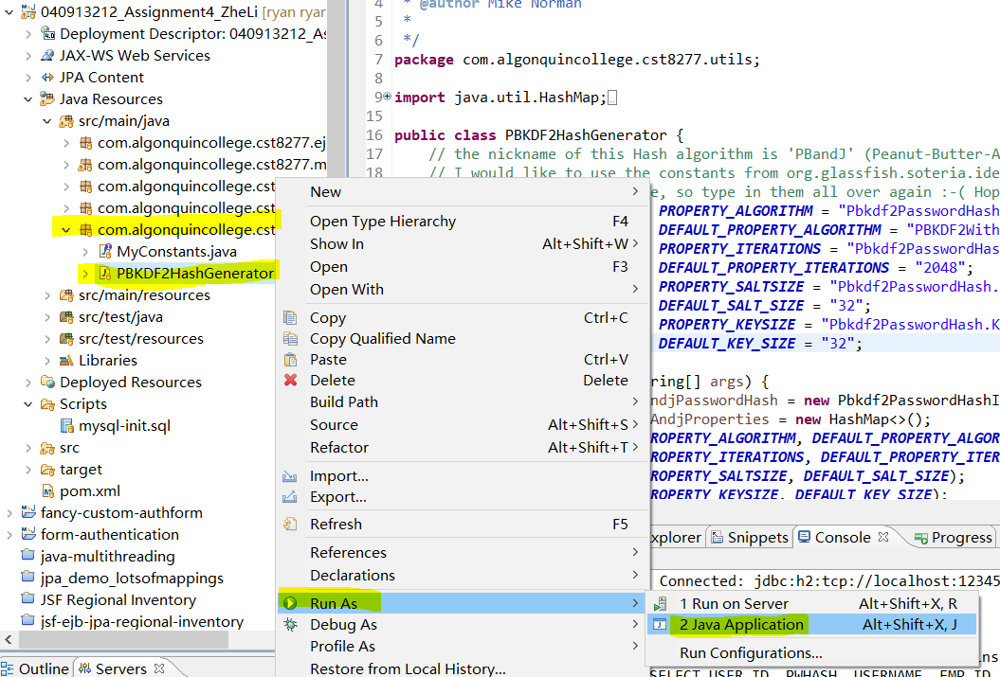 040913212_Assignment4_ZheLi [ryan ryar
Deployment Descriptor: 040913212_As
JAX-WS Web Services
JPA Content
Java Resources
src/main/java
com.algonquincollege.cst8277.ej
com.algonquincollege.cst8277.m
com.algonquincollege.cst
com.algonquincollege.cst
com.algonquincollege.cst
MyConstants.java
PBKDF2HashGenerator
src/main/resources
src/test/java
src/test/resources
Libraries
Deployed Resources
Scripts
mysql-init.sql
src
target
pom.xml
fancy-custom-authform
form-authentication
java-multithreading
jpa_demo_lotsofmappings
JSF Regional Inventory
jsf-ejb-jpa-regional-inventory
Outline Servers
4 * @author Mike Norman
5 *
6 */
7 package com.algonquincollege.cst8277.utils;
8
9 import java.util.HashMap;
15
16 public class PBKDF2HashGenerator {
17 // the nickname of this Hash algorithm is 'PBandJ' (Peanut-Butter-A
18 // I would like to use the constants from org.glassfish.soteria.ide
e, so type in them all over again :-( Hop
PROPERTY_ALGORITHM = "Pbkdf2PasswordHash
DEFAULT_PROPERTY_ALGORITHM = "PBKDF2With
PROPERTY_ITERATIONS = "Pbkdf2PasswordHas
DEFAULT_PROPERTY_ITERATIONS = "2048";
PROPERTY_SALTSIZE = "Pbkdf2PasswordHash.
DEFAULT_SALT_SIZE = "32";
PROPERTY_KEYSIZE = "Pbkdf2PasswordHash.K
DEFAULT_KEY_SIZE = "32";
ring[] args) {
ndjPasswordHash = new Pbkdf2PasswordHashI
AndjProperties = new HashMap<>();
ROPERTY_ALGORITHM, DEFAULT_PROPERTY_ALGOR
ROPERTY_ITERATIONS, DEFAULT_PROPERTY_ITER
ROPERTY_SALTSIZE, DEFAULT_SALT_SIZE);
ROPERTY_KEYSIZE, DEFAULT_KEY_SIZE);
New
Open Type Hierarchy F4
Show In Alt+Shift+W
Open F3
Open With
Copy Ctrl+C
Copy Qualified Name
Paste Ctrl+V
Delete Delete
Build Path
Source Alt+Shift+S
Refactor Alt+Shift+T
Import...
Export...
Refresh F5
References
Declarations
Run As
Debug As
Profile As
Restore from Local History...
xplorer Snippets Console Progress
Connected: jdbc:h2:tcp://localhost:12345
1 Run on Server Alt+Shift+X, R
2 Java Application Alt+Shift+X, J
Run Configurations...
ins
SELECT USER_ID, PWHASH, USERNAME, EMP_ID